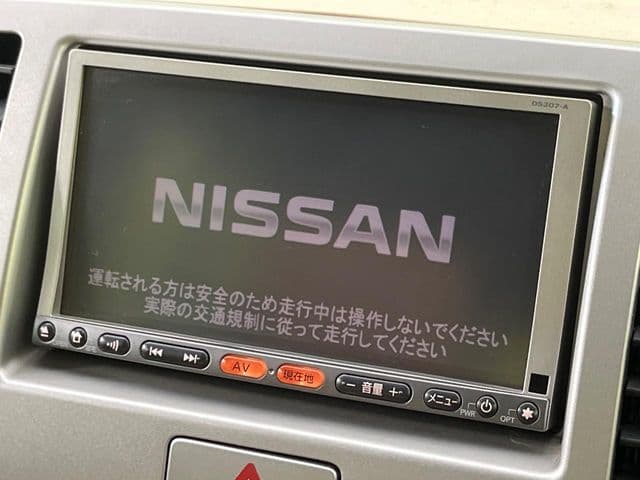 DS307-A
NISSAN
運転される方は安全のため走行中は操作しないでください
実際の交通規制に従って走行してください
AV 現在地 － 音量 ＋ メニュー
PWR OPT